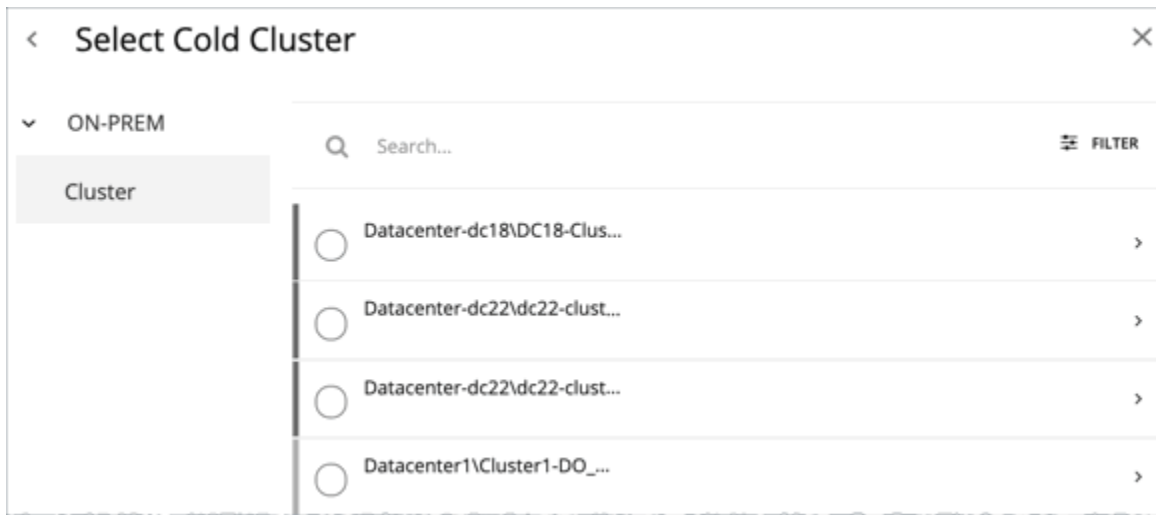 Select Cold Cluster
ON-PREM
Cluster
Search...
FILTER
Datacenter-dc18\DC18-Clus...
Datacenter-dc22\dc22-clust...
Datacenter-dc22\dc22-clust...
Datacenter1\Cluster1-DO_...